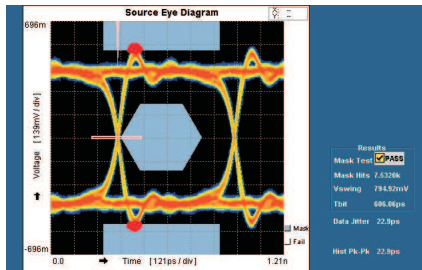 Source Eye Diagram
X: --
Y: --
696m
Voltage [139mV / div]
-696m
0.0
Time [121ps / div]
1.21n
Mask
Fail
Results
Mask Test PASS
Mask Hits 7.5320k
Vswing 794.92mV
Tbit 606.06ps
Data Jitter 22.9ps
Hist Pk-Pk 22.9ps